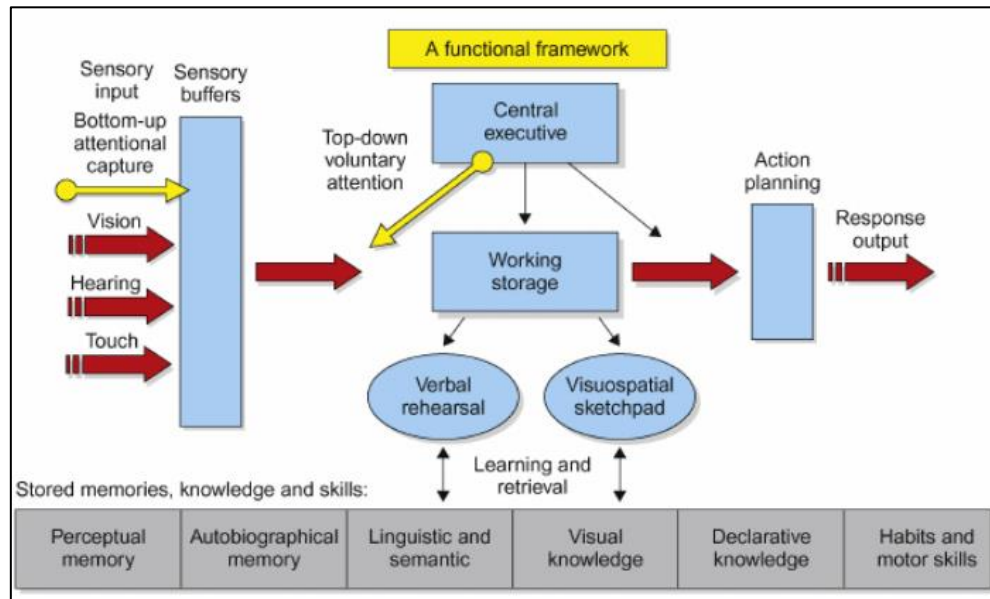 A functional framework
Sensory
input
Sensory
buffers
Bottom-up
attentional
capture
Vision
Hearing
Touch
Top-down
voluntary
attention
Central
executive
Working
storage
Action
planning
Response
output
Verbal
rehearsal
Visuospatial
sketchpad
Learning and
retrieval
Stored memories, knowledge and skills:
Perceptual
memory
Autobiographical
memory
Linguistic and
semantic
Visual
knowledge
Declarative
knowledge
Habits and
motor skills